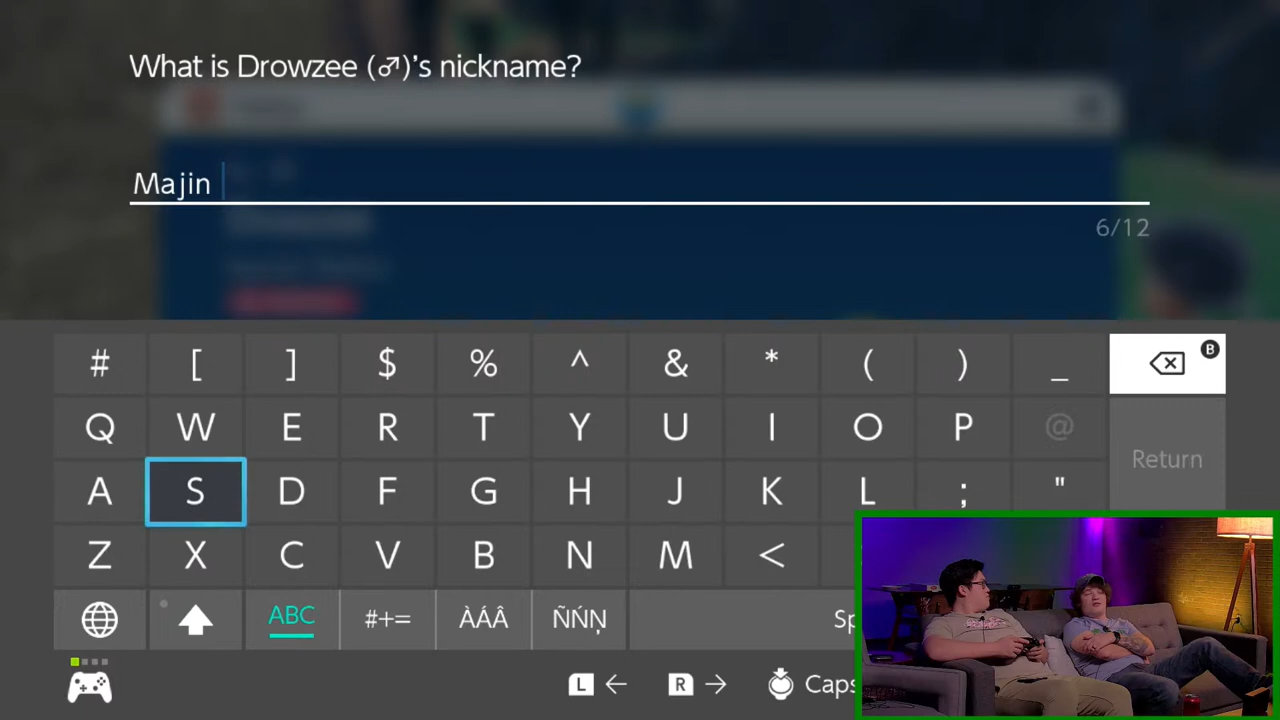 What is Drowzee (♂)'s nickname?
Majin
6/12
# [ ] $ % ^ & * ( ) _ B
Q W E R T Y U I O P @
Return
A S D F G H J K L ; "
Z X C V B N M <
ABC #+= ÀÁÂ ÑŃŅ Sp
L ← R → Caps